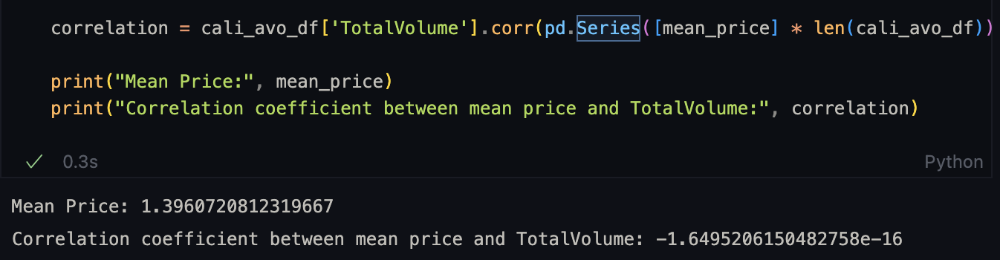 correlation = cali_avo_df['TotalVolume'].corr(pd.Series([mean_price] * len(cali_avo_df))
print("Mean Price:", mean_price)
print("Correlation coefficient between mean price and TotalVolume:", correlation)
0.3s
Python
Mean Price: 1.3960720812319667
Correlation coefficient between mean price and TotalVolume: -1.6495206150482758e-16